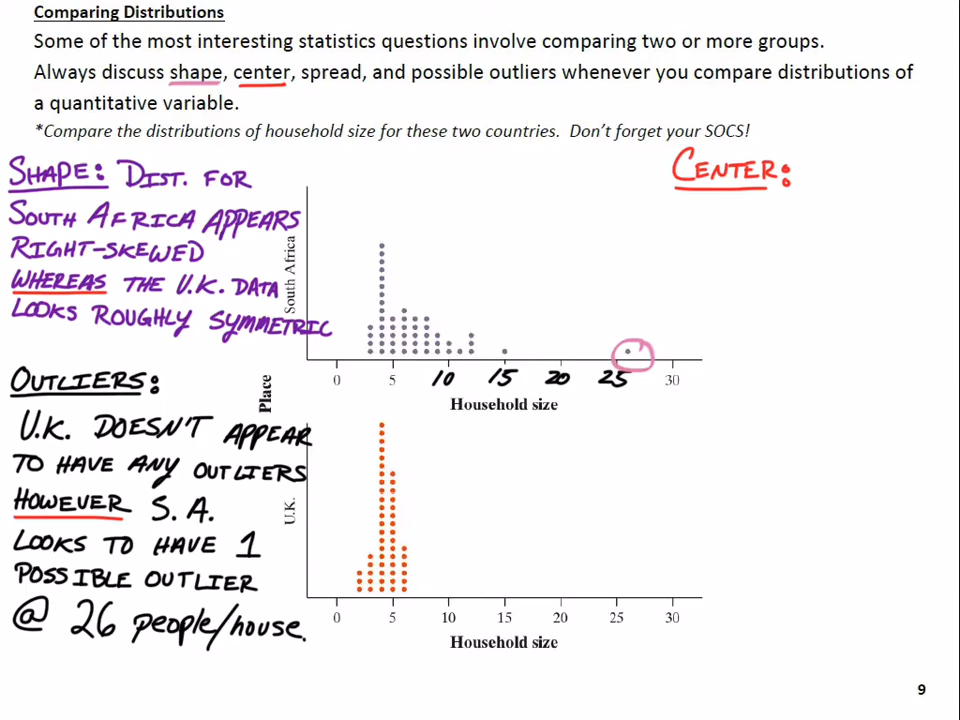 Comparing Distributions
Some of the most interesting statistics questions involve comparing two or more groups.
Always discuss shape, center, spread, and possible outliers whenever you compare distributions of
a quantitative variable.
*Compare the distributions of household size for these two countries.  Don't forget your SOCS!
SHAPE: DIST. FOR
SOUTH AFRICA APPEARS
RIGHT-SKEWED
WHEREAS THE U.K. DATA
LOOKS ROUGHLY SYMMETRIC
OUTLIERS:
U.K. DOESN'T APPEAR
TO HAVE ANY OUTLIERS
HOWEVER S.A.
LOOKS TO HAVE 1
POSSIBLE OUTLIER
@ 26 people/house.
CENTER:
South Africa
0 5 10 15 20 25 30
Household size
Place
U.K.
0 5 10 15 20 25 30
Household size
9